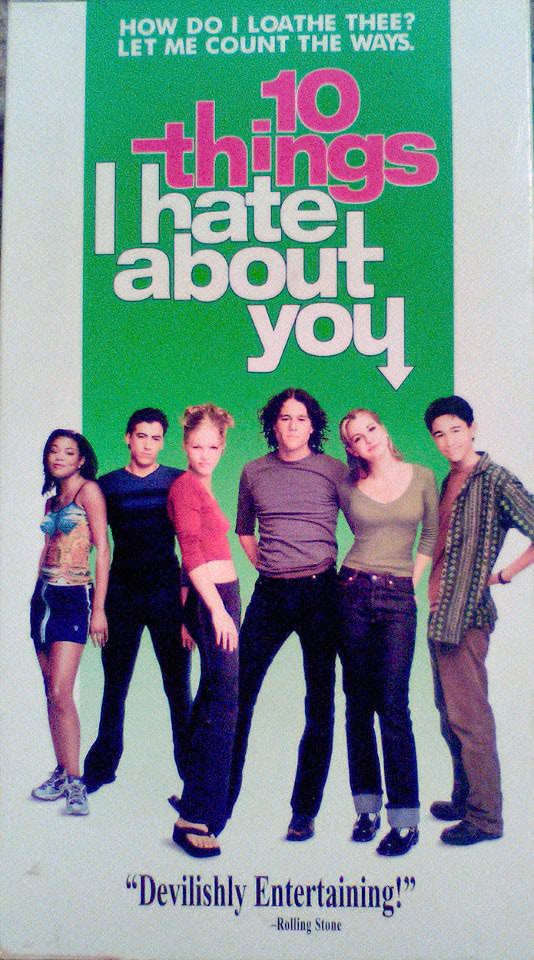 HOW DO I LOATHE THEE?
LET ME COUNT THE WAYS.
10
things
I hate
about
you
“Devilishly Entertaining!”
–Rolling Stone